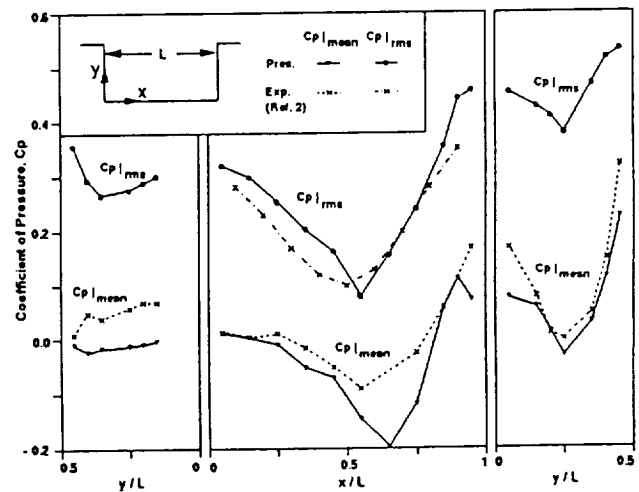 0.6
0.4
0.2
0.0
-0.2
Coefficient of Pressure, Cp
L
y
x
Cp|mean Cp|rms
Pres.
Exp.
(Ref. 2)
Cp|rms
Cp|mean
Cp|rms
Cp|mean
Cp|rms
Cp|mean
0.5 0
y/L
0 0.5 1
x/L
0 0.5
y/L